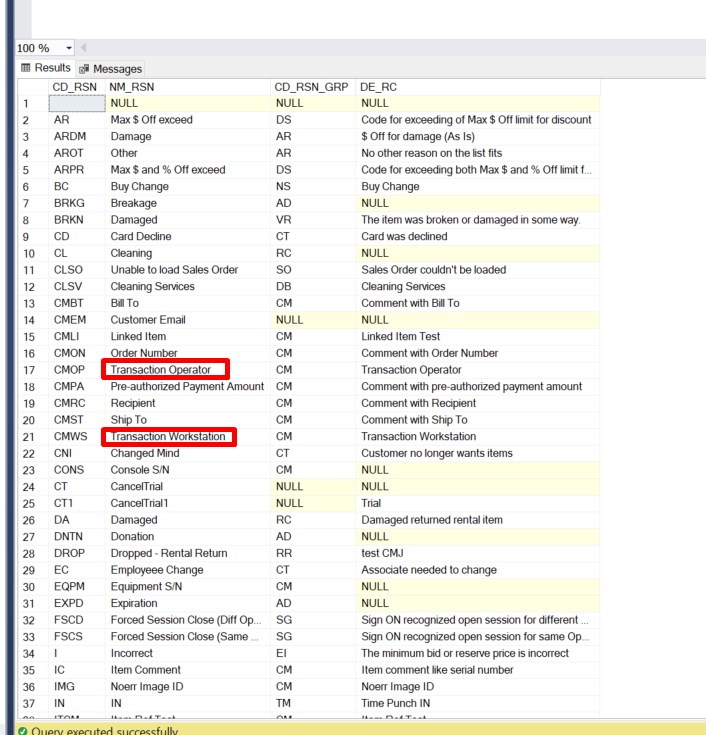 100 %
Results Messages
CD_RSN NM_RSN CD_RSN_GRP DE_RC
1 NULL NULL NULL
2 AR Max $ Off exceed DS Code for exceeding of Max $ Off limit for discount
3 ARDM Damage AR $ Off for damage (As Is)
4 AROT Other AR No other reason on the list fits
5 ARPR Max $ and % Off exceed DS Code for exceeding both Max $ and % Off limit f...
6 BC Buy Change NS Buy Change
7 BRKG Breakage AD NULL
8 BRKN Damaged VR The item was broken or damaged in some way.
9 CD Card Decline CT Card was declined
10 CL Cleaning RC NULL
11 CLSO Unable to load Sales Order SO Sales Order couldn't be loaded
12 CLSV Cleaning Services DB Cleaning Services
13 CMBT Bill To CM Comment with Bill To
14 CMEM Customer Email NULL NULL
15 CMLI Linked Item CM Linked Item Test
16 CMON Order Number CM Comment with Order Number
17 CMOP Transaction Operator CM Transaction Operator
18 CMPA Pre-authorized Payment Amount CM Comment with pre-authorized payment amount
19 CMRC Recipient CM Comment with Recipient
20 CMST Ship To CM Comment with Ship To
21 CMWS Transaction Workstation CM Transaction Workstation
22 CNI Changed Mind CT Customer no longer wants items
23 CONS Console S/N CM NULL
24 CT CancelTrial NULL NULL
25 CT1 CancelTrial1 NULL Trial
26 DA Damaged RC Damaged returned rental item
27 DNTN Donation AD NULL
28 DROP Dropped - Rental Return RR test CMJ
29 EC Employeee Change CT Associate needed to change
30 EQPM Equipment S/N CM NULL
31 EXPD Expiration AD NULL
32 FSCD Forced Session Close (Diff Op... SG Sign ON recognized open session for different ...
33 FSCS Forced Session Close (Same ... SG Sign ON recognized open session for same Op...
34 I Incorrect EI The minimum bid or reserve price is incorrect
35 IC Item Comment CM Item comment like serial number
36 IMG Noerr Image ID CM Noerr Image ID
37 IN IN TM Time Punch IN
Query executed successfully